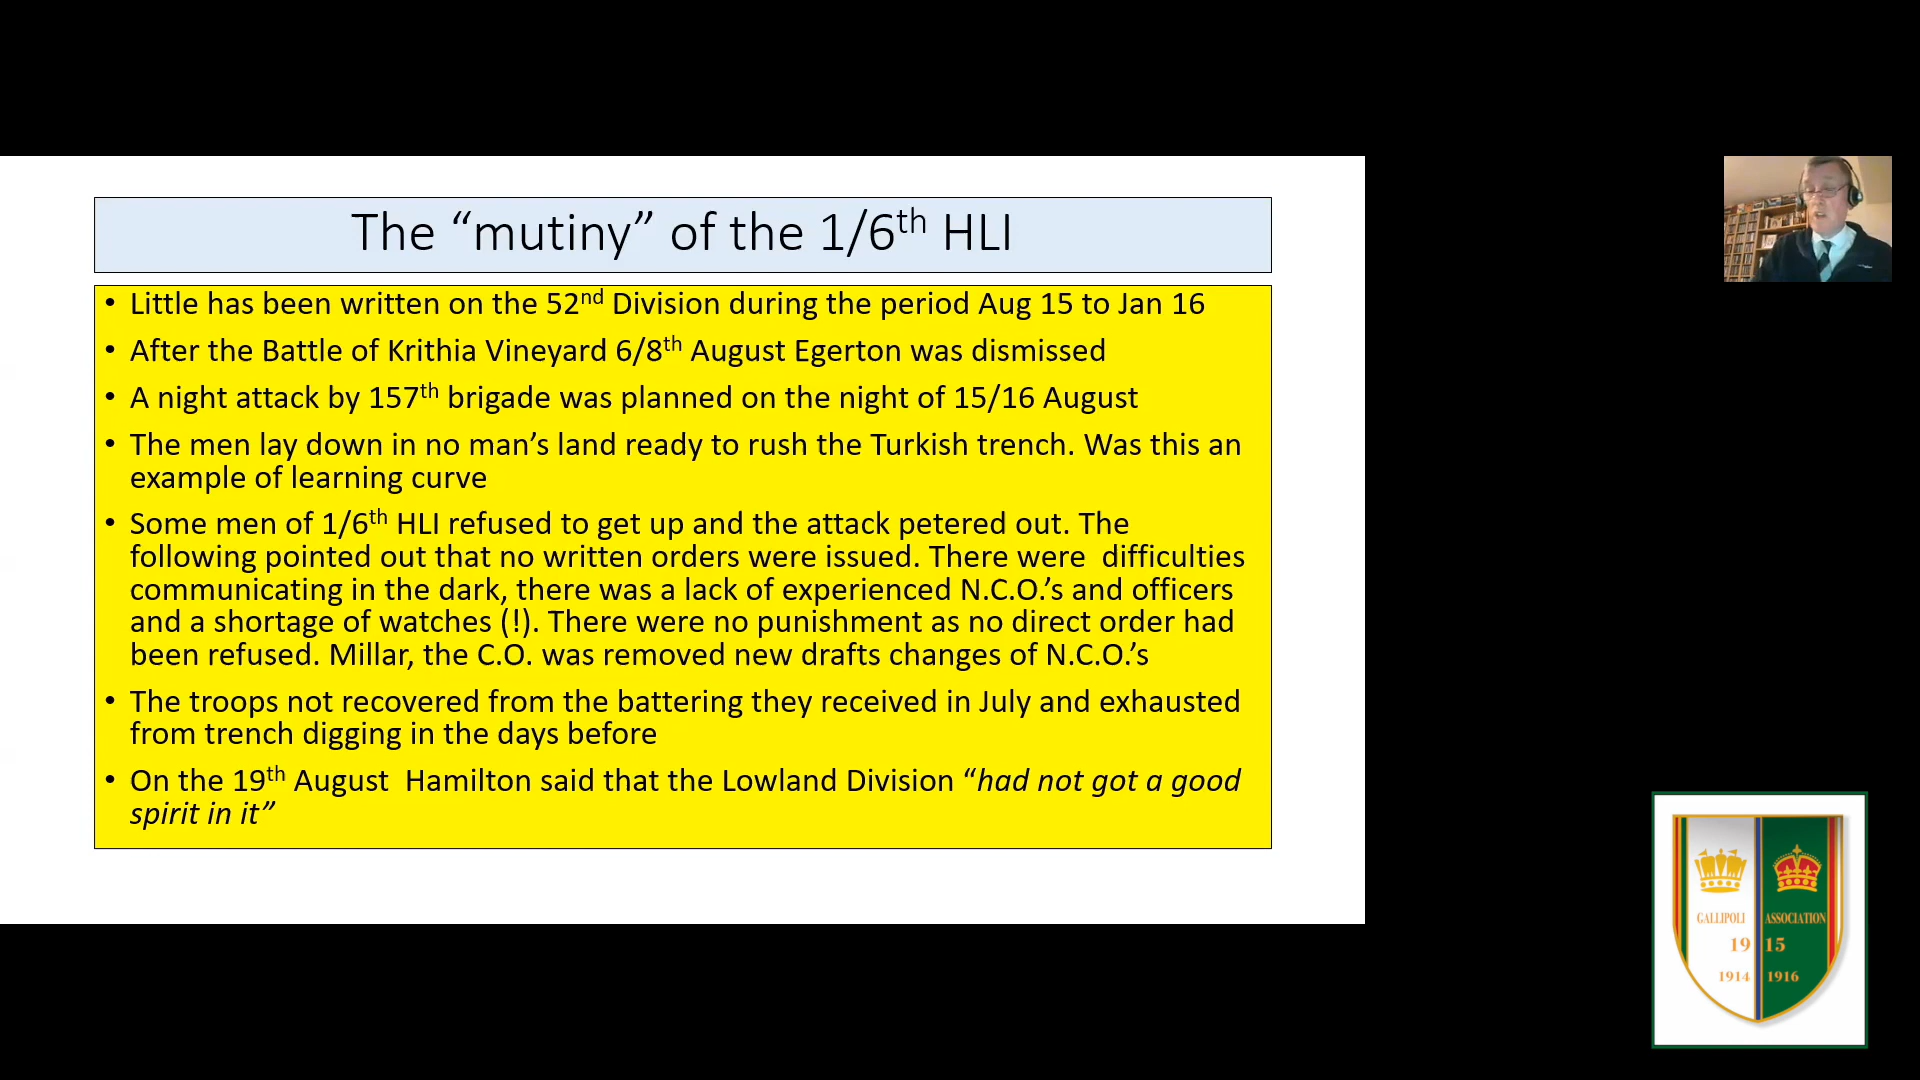 The “mutiny” of the 1/6th HLI
• Little has been written on the 52nd Division during the period Aug 15 to Jan 16
• After the Battle of Krithia Vineyard 6/8th August Egerton was dismissed
• A night attack by 157th brigade was planned on the night of 15/16 August
• The men lay down in no man’s land ready to rush the Turkish trench. Was this an
example of learning curve
• Some men of 1/6th HLI refused to get up and the attack petered out. The
following pointed out that no written orders were issued. There were  difficulties
communicating in the dark, there was a lack of experienced N.C.O.’s and officers
and a shortage of watches (!). There were no punishment as no direct order had
been refused. Millar, the C.O. was removed new drafts changes of N.C.O.’s
• The troops not recovered from the battering they received in July and exhausted
from trench digging in the days before
• On the 19th August  Hamilton said that the Lowland Division “had not got a good
spirit in it”
GALLIPOLI ASSOCIATION
19 15
1914 1916